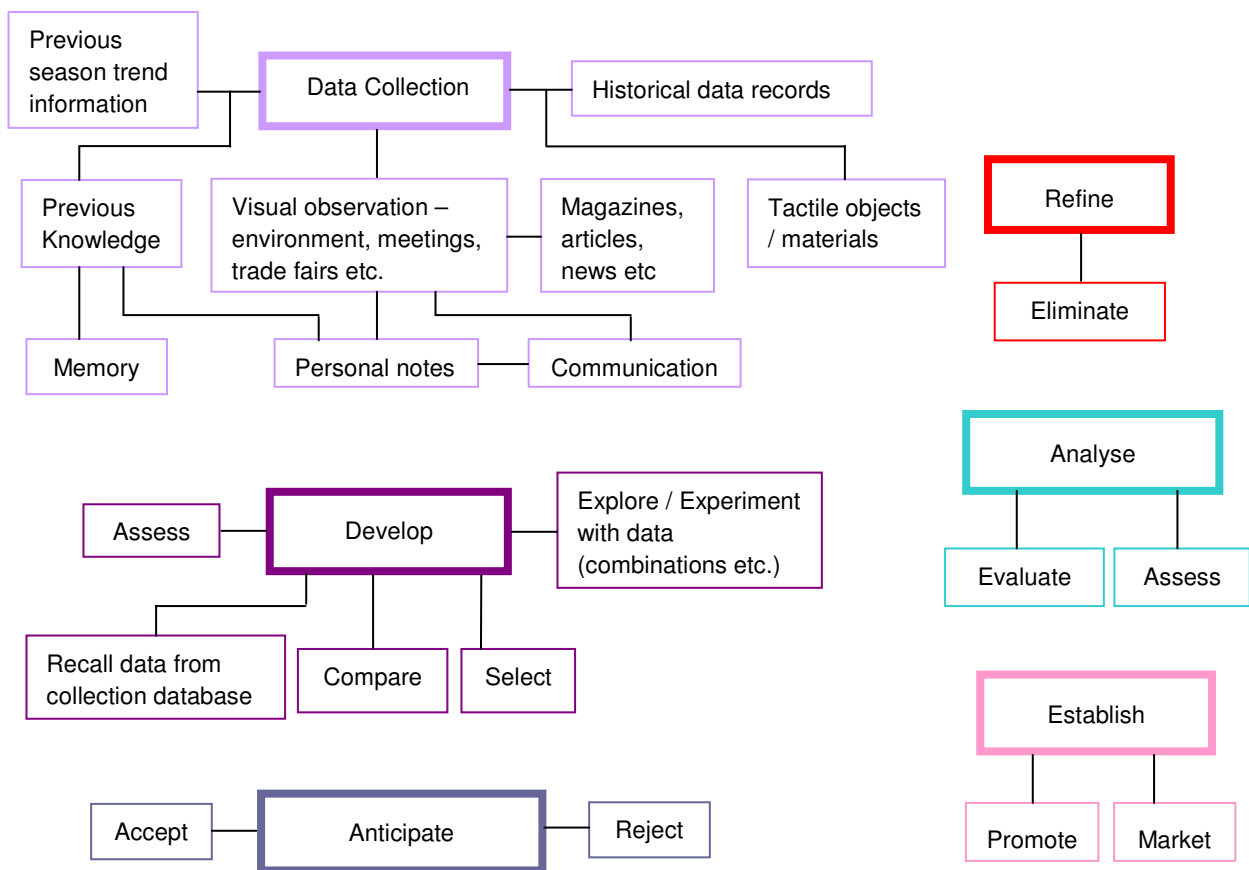 Previous
season trend
information
Data Collection
Historical data records
Previous
Knowledge
Visual observation –
environment, meetings,
trade fairs etc.
Magazines,
articles,
news etc
Tactile objects
/ materials
Memory
Personal notes
Communication
Refine
Eliminate
Analyse
Evaluate
Assess
Assess
Develop
Explore / Experiment
with data
(combinations etc.)
Recall data from
collection database
Compare
Select
Establish
Promote
Market
Accept
Anticipate
Reject